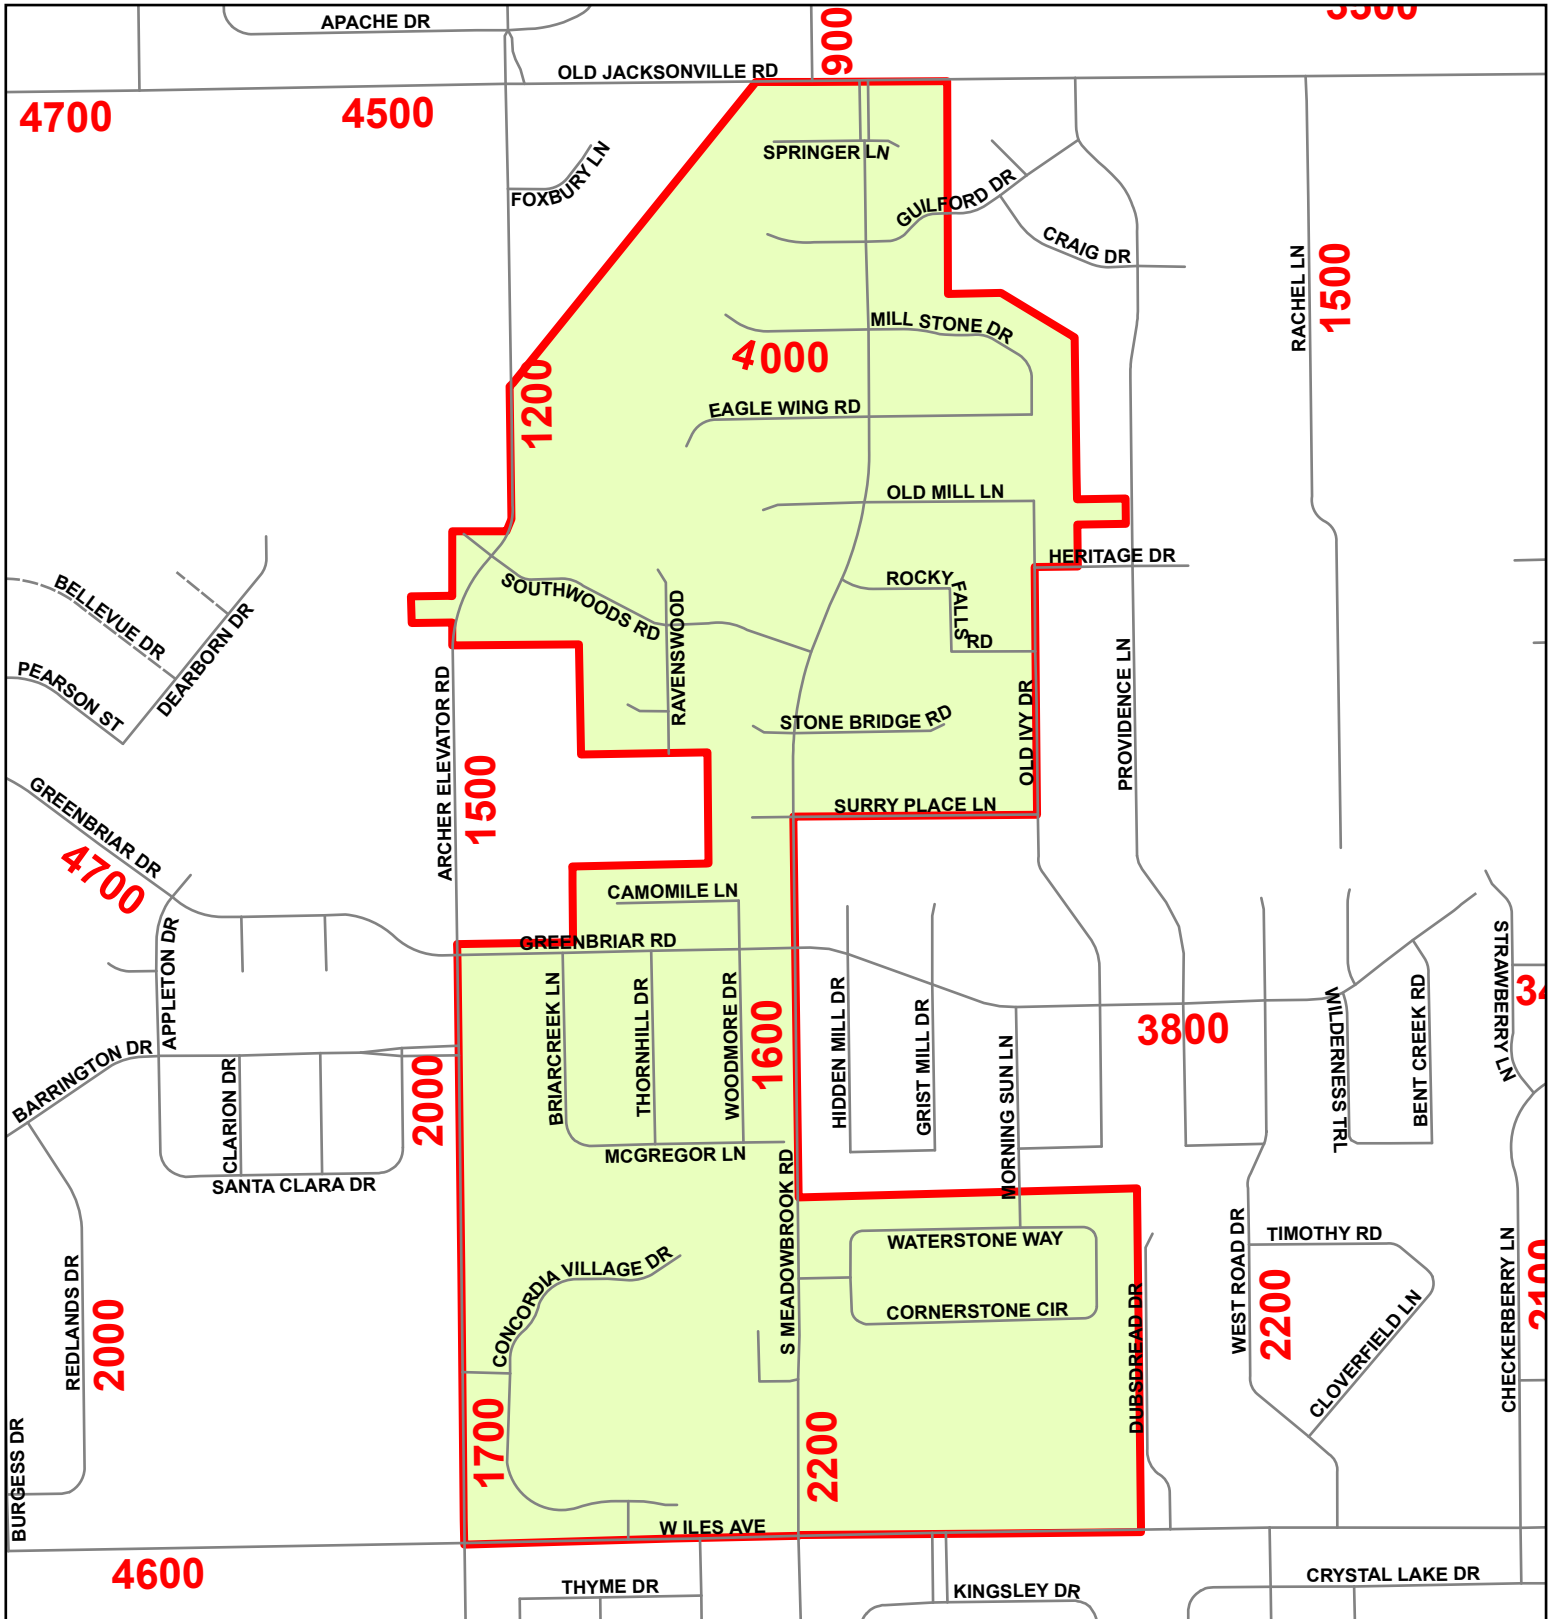 APACHE DR
900
OLD JACKSONVILLE RD
4700
4500
SPRINGER LN
FOXBURY LN
GUILFORD DR
CRAIG DR
RACHEL LN
1500
MILL STONE DR
4000
1200
EAGLE WING RD
OLD MILL LN
HERITAGE DR
ROCKY
FALLS
RD
SOUTHWOODS RD
RAVENSWOOD
BELLEVUE DR
DEARBORN DR
PEARSON ST
ARCHER ELEVATOR RD
1500
STONE BRIDGE RD
OLD IVY DR
PROVIDENCE LN
SURRY PLACE LN
GREENBRIAR DR
4700
CAMOMILE LN
GREENBRIAR RD
APPLETON DR
BARRINGTON DR
CLARION DR
SANTA CLARA DR
2000
BRIARCREEK LN
THORNHILL DR
WOODMORE DR
1600
MCGREGOR LN
HIDDEN MILL DR
GRIST MILL DR
MORNING SUN LN
3800
WILDERNESS TRL
BENT CREEK RD
STRAWBERRY LN
S MEADOWBROOK RD
WATERSTONE WAY
CORNERSTONE CIR
CONCORDIA VILLAGE DR
DUBSDREAD DR
WEST ROAD DR
2200
TIMOTHY RD
CLOVERFIELD LN
CHECKERBERRY LN
2100
REDLANDS DR
2000
BURGESS DR
1700
2200
W ILES AVE
4600
THYME DR
KINGSLEY DR
CRYSTAL LAKE DR